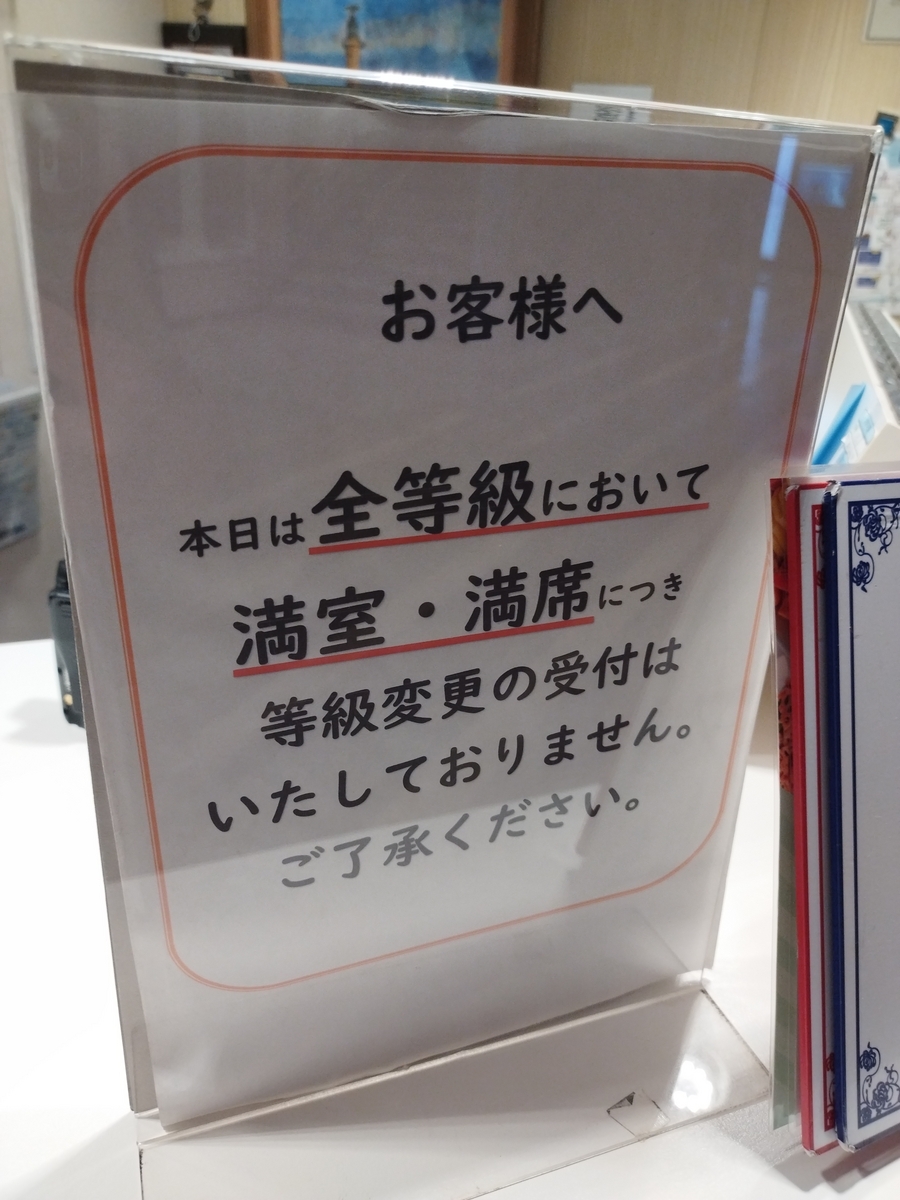 お客様へ
本日は全等級において
満室・満席につき
等級変更の受付は
いたしておりません。
ご了承ください。